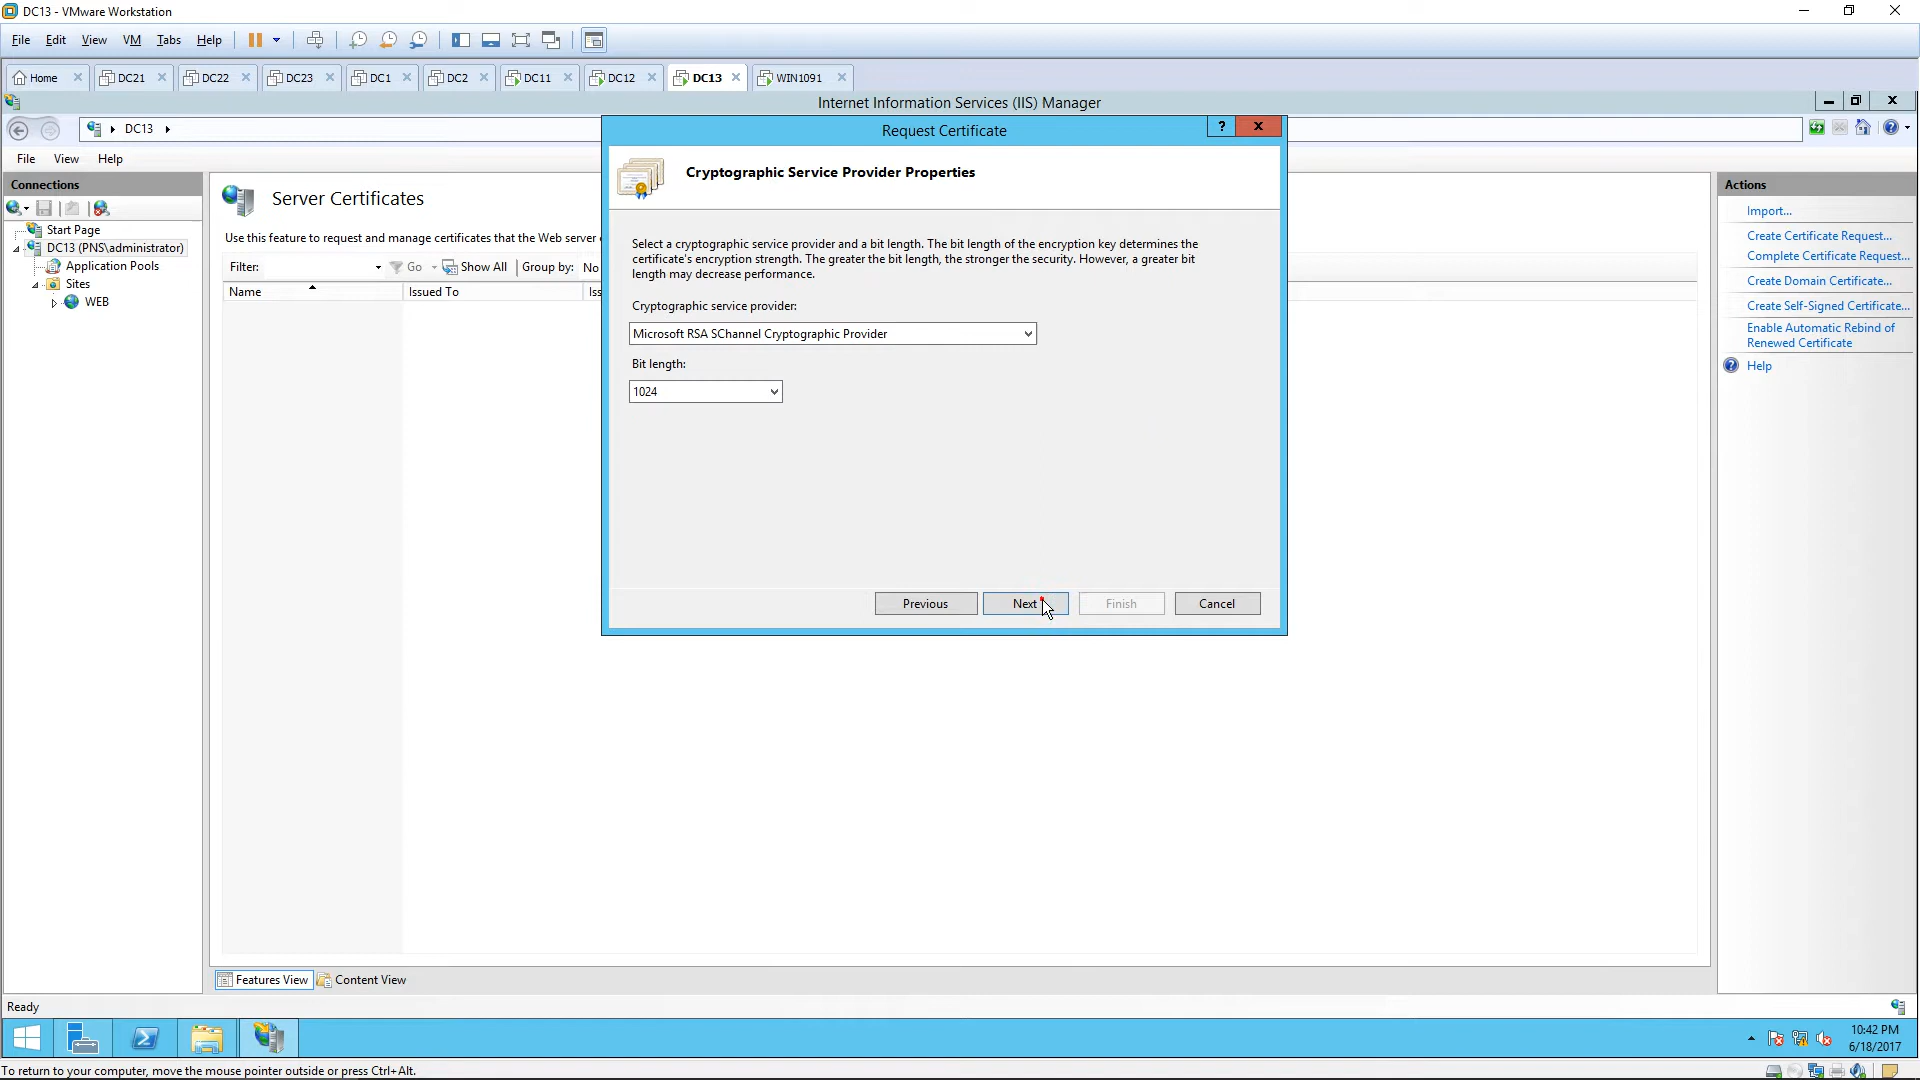 DC13 - VMware Workstation
File Edit View VM Tabs Help
Home DC21 DC22 DC23 DC1 DC2 DC11 DC12 DC13 WIN1091
Internet Information Services (IIS) Manager
DC13
File View Help
Connections
Start Page
DC13 (PNS\administrator)
Application Pools
Sites
WEB
Server Certificates
Use this feature to request and manage certificates that the Web server
Filter: Go Show All Group by: No
Name Issued To Iss
Request Certificate
?
Cryptographic Service Provider Properties
Select a cryptographic service provider and a bit length. The bit length of the encryption key determines the
certificate's encryption strength. The greater the bit length, the stronger the security. However, a greater bit
length may decrease performance.
Cryptographic service provider:
Microsoft RSA SChannel Cryptographic Provider
Bit length:
1024
Previous Next Finish Cancel
Actions
Import...
Create Certificate Request...
Complete Certificate Request...
Create Domain Certificate...
Create Self-Signed Certificate...
Enable Automatic Rebind of
Renewed Certificate
Help
Features View Content View
Ready
10:42 PM
6/18/2017
To return to your computer, move the mouse pointer outside or press Ctrl+Alt.